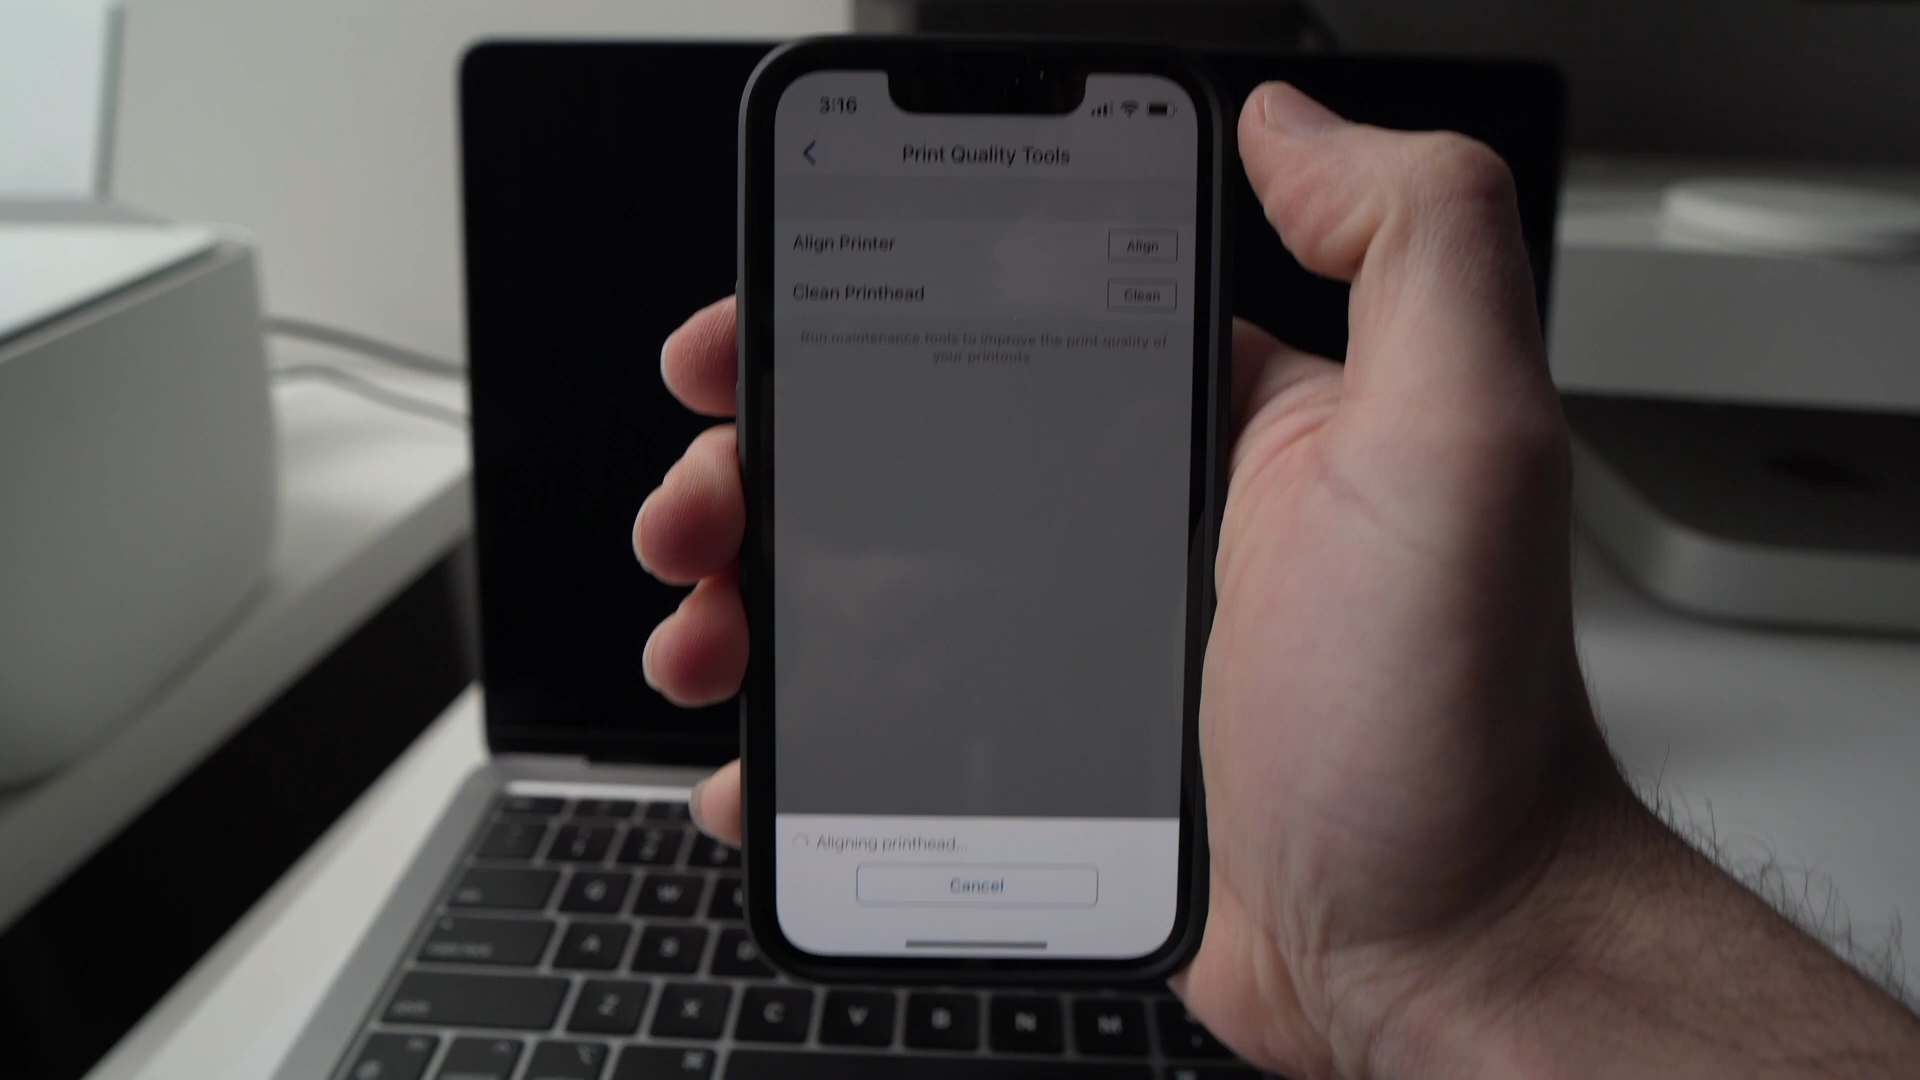 3:16
Print Quality Tools
Align Printer
Align
Clean Printhead
Clean
Run maintenance tools to improve the print quality of
your printouts
Aligning printhead...
Cancel
Q W
A S
Z X C V B N M